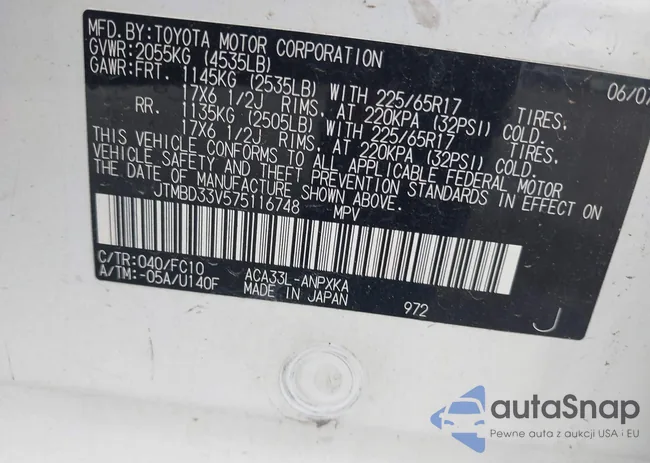 MFD.BY:TOYOTA MOTOR CORPORATION 06/07
GVWR:2055KG (4535LB)
GAWR:FRT. 1145KG (2535LB) WITH 225/65R17 TIRES,
17X6 1/2J RIMS, AT 220KPA (32PSI) COLD.
RR. 1135KG (2505LB) WITH 225/65R17 TIRES,
17X6 1/2J RIMS, AT 220KPA (32PSI) COLD.
THIS VEHICLE CONFORMS TO ALL APPLICABLE FEDERAL MOTOR
VEHICLE SAFETY AND THEFT PREVENTION STANDARDS IN EFFECT ON
THE DATE OF MANUFACTURE SHOWN ABOVE.
JTMBD33V575116748 MPV
C/TR:040/FC10 ACA33L-ANPXKA
A/TM:-05A/U140F MADE IN JAPAN 972 J
autaSnap
Pewne auta z aukcji USA i EU